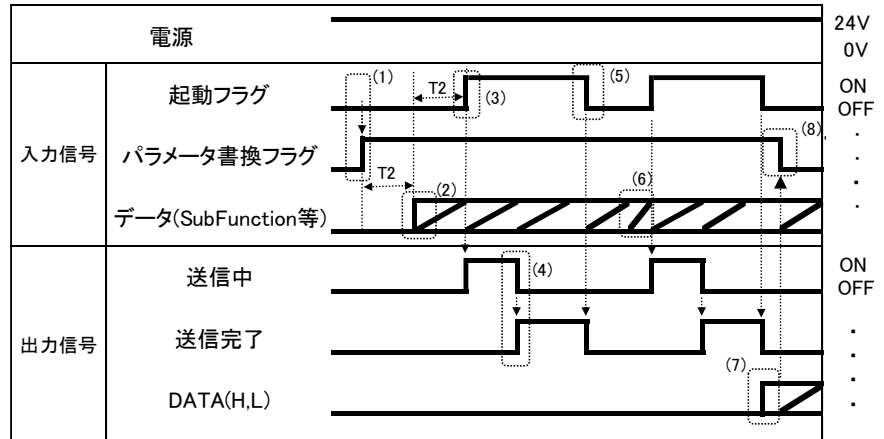 電源
24V
0V
入力信号
起動フラグ
(1)
T2
(3)
(5)
ON
OFF
パラメータ書換フラグ
T2
(8)
データ(SubFunction等)
(2)
(6)
出力信号
送信中
(4)
ON
OFF
送信完了
DATA(H,L)
(7)